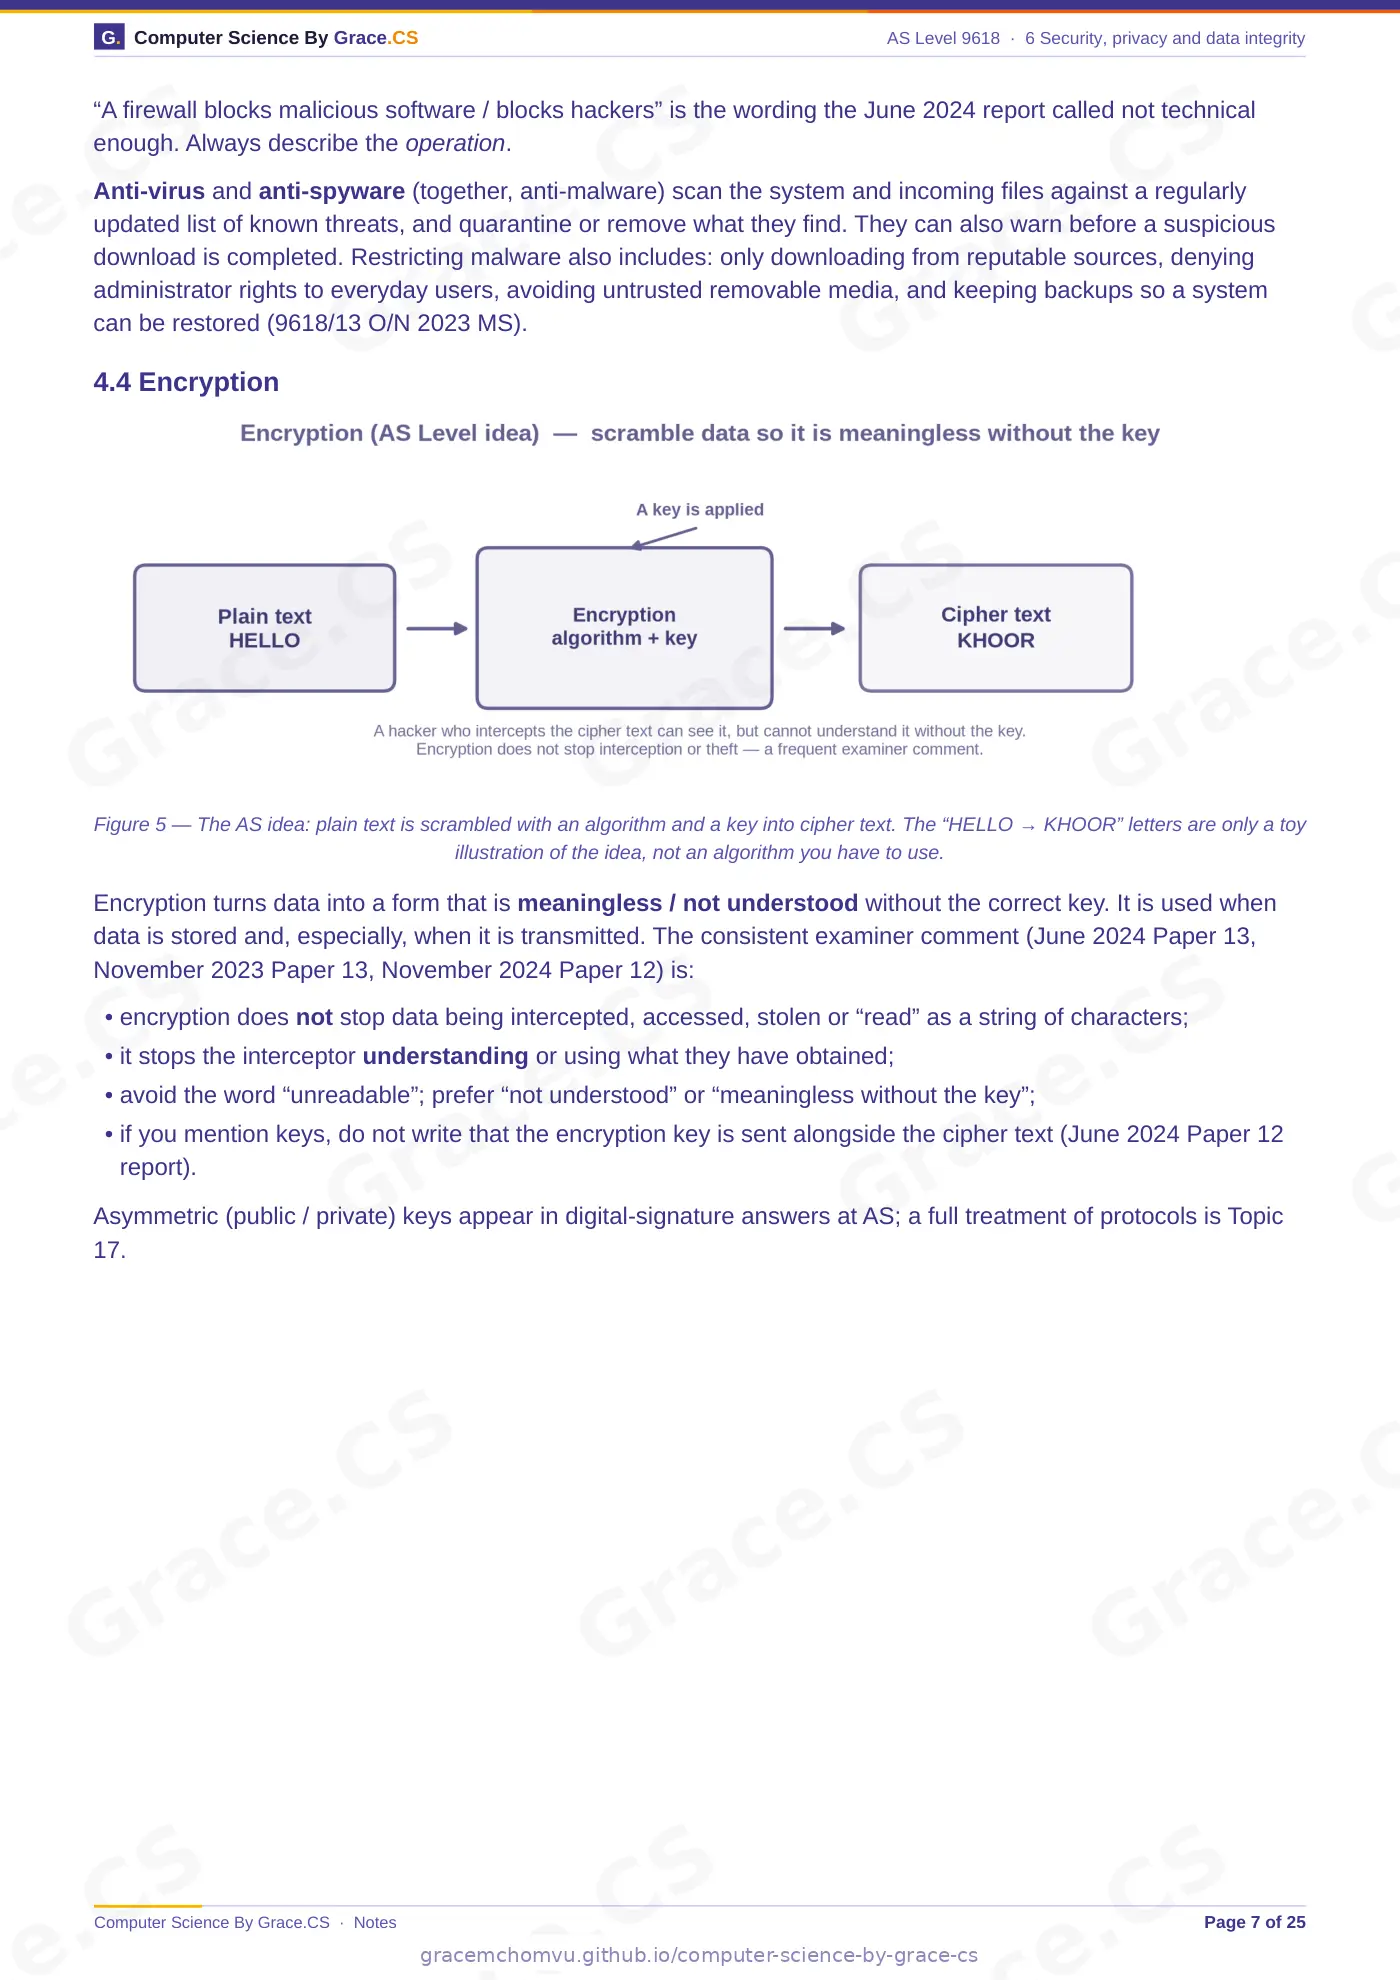 G. Computer Science By Grace.CS
AS Level 9618 · 6 Security, privacy and data integrity
“A firewall blocks malicious software / blocks hackers” is the wording the June 2024 report called not technical
enough. Always describe the operation.
Anti-virus and anti-spyware (together, anti-malware) scan the system and incoming files against a regularly
updated list of known threats, and quarantine or remove what they find. They can also warn before a suspicious
download is completed. Restricting malware also includes: only downloading from reputable sources, denying
administrator rights to everyday users, avoiding untrusted removable media, and keeping backups so a system
can be restored (9618/13 O/N 2023 MS).
4.4 Encryption
Encryption (AS Level idea) — scramble data so it is meaningless without the key
A key is applied
Plain text
HELLO
Encryption
algorithm + key
Cipher text
KHOOR
A hacker who intercepts the cipher text can see it, but cannot understand it without the key.
Encryption does not stop interception or theft — a frequent examiner comment.
Figure 5 — The AS idea: plain text is scrambled with an algorithm and a key into cipher text. The “HELLO → KHOOR” letters are only a toy
illustration of the idea, not an algorithm you have to use.
Encryption turns data into a form that is meaningless / not understood without the correct key. It is used when
data is stored and, especially, when it is transmitted. The consistent examiner comment (June 2024 Paper 13,
November 2023 Paper 13, November 2024 Paper 12) is:
• encryption does not stop data being intercepted, accessed, stolen or “read” as a string of characters;
• it stops the interceptor understanding or using what they have obtained;
• avoid the word “unreadable”; prefer “not understood” or “meaningless without the key”;
• if you mention keys, do not write that the encryption key is sent alongside the cipher text (June 2024 Paper 12
report).
Asymmetric (public / private) keys appear in digital-signature answers at AS; a full treatment of protocols is Topic
17.
Computer Science By Grace.CS · Notes
Page 7 of 25
gracemchomvu.github.io/computer-science-by-grace-cs